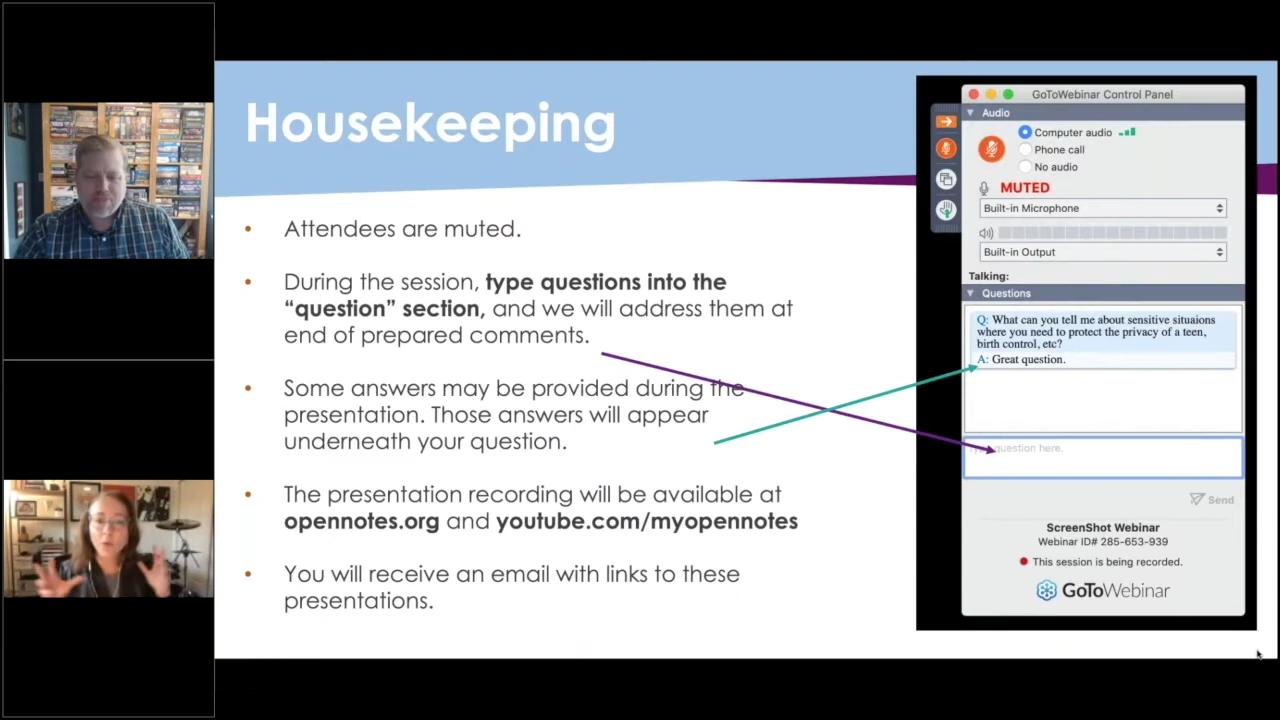 Housekeeping
• Attendees are muted.
• During the session, type questions into the
“question” section, and we will address them at
end of prepared comments.
• Some answers may be provided during the
presentation. Those answers will appear
underneath your question.
• The presentation recording will be available at
opennotes.org and youtube.com/myopennotes
• You will receive an email with links to these
presentations.
GoToWebinar Control Panel
Audio
Computer audio
Phone call
No audio
MUTED
Built-in Microphone
Built-in Output
Talking:
Questions
Q: What can you tell me about sensitive situaions
where you need to protect the privacy of a teen,
birth control, etc?
A: Great question.
question here.
Send
ScreenShot Webinar
Webinar ID# 285-653-939
This session is being recorded.
GoToWebinar